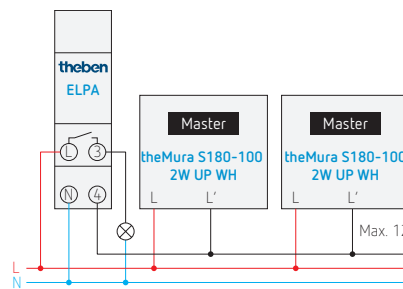 theben
ELPA
L 3
N 4
Master
theMura S180-100
2W UP WH
L L’
Master
theMura S180-100
2W UP WH
L L’
Max. 12
L
N